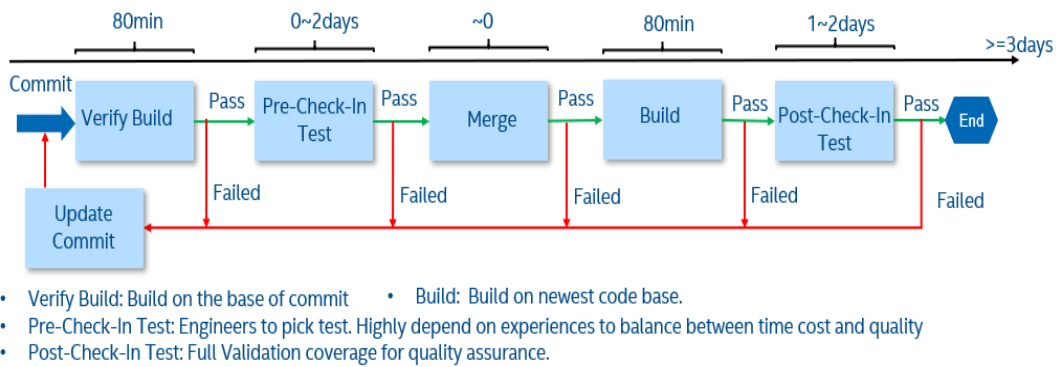 80min
0~2days
~0
80min
1~2days
>=3days
Commit
Verify Build
Pass
Pre-Check-In
Test
Pass
Merge
Pass
Build
Pass
Post-Check-In
Test
Pass
End
Failed
Failed
Failed
Failed
Failed
Update
Commit
• Verify Build: Build on the base of commit
• Build: Build on newest code base.
• Pre-Check-In Test: Engineers to pick test. Highly depend on experiences to balance between time cost and quality
• Post-Check-In Test: Full Validation coverage for quality assurance.